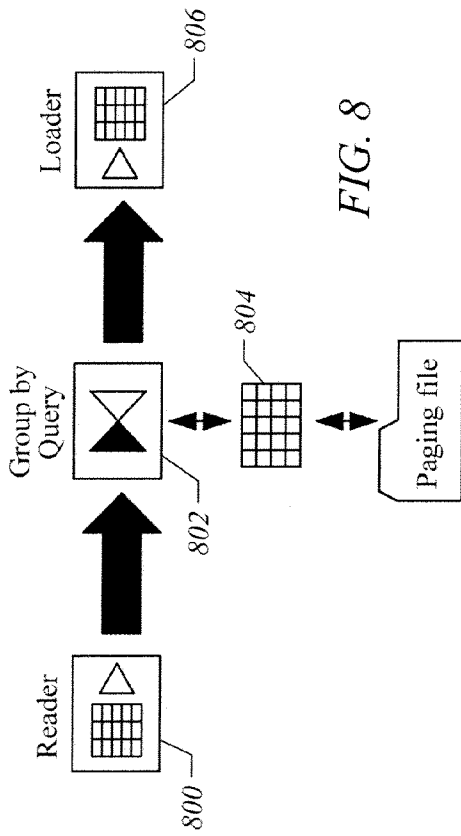 Reader
800
Group by
Query
802
804
Paging file
Loader
806
FIG. 8